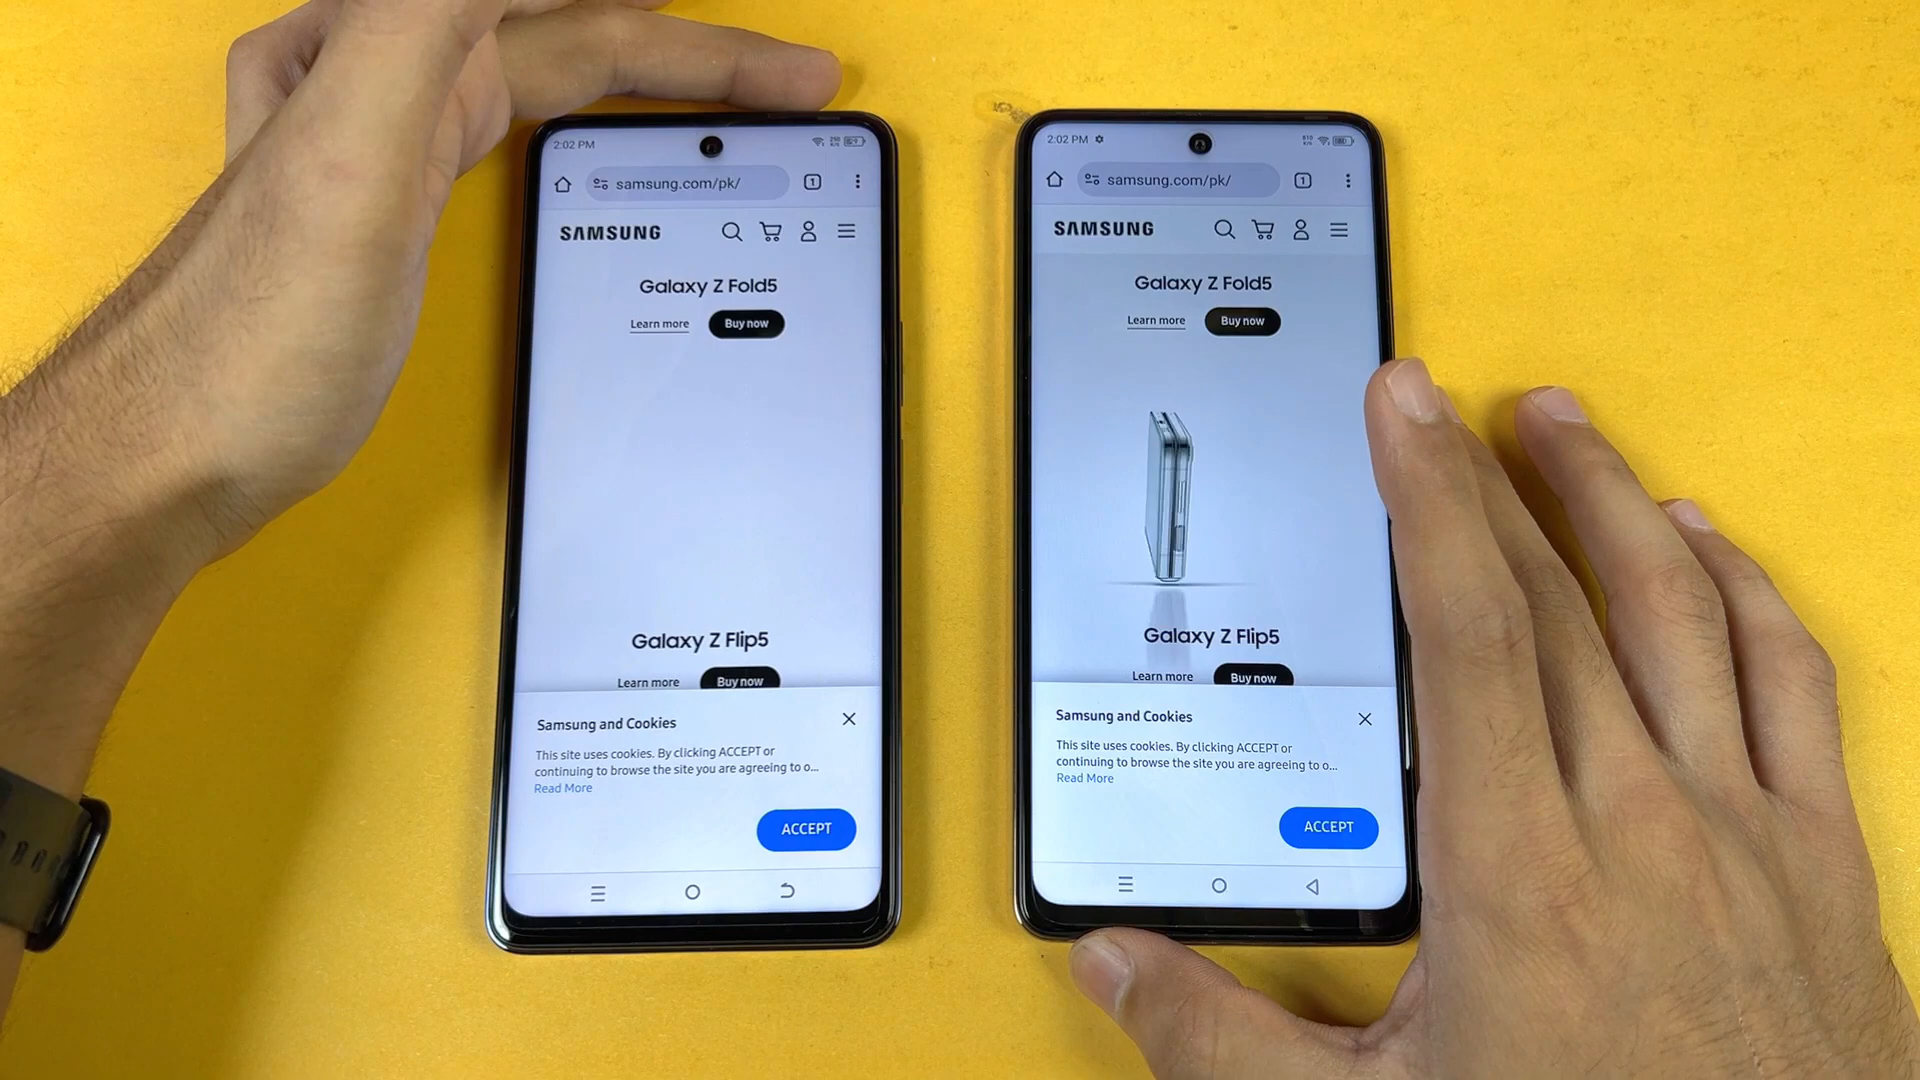 2:02 PM
samsung.com/pk/
1
SAMSUNG
Galaxy Z Fold5
Learn more
Buy now
Galaxy Z Flip5
Learn more
Buy now
Samsung and Cookies
This site uses cookies. By clicking ACCEPT or
continuing to browse the site you are agreeing to o...
Read More
ACCEPT
2:02 PM
samsung.com/pk/
1
SAMSUNG
Galaxy Z Fold5
Learn more
Buy now
Galaxy Z Flip5
Learn more
Buy now
Samsung and Cookies
This site uses cookies. By clicking ACCEPT or
continuing to browse the site you are agreeing to o...
Read More
ACCEPT